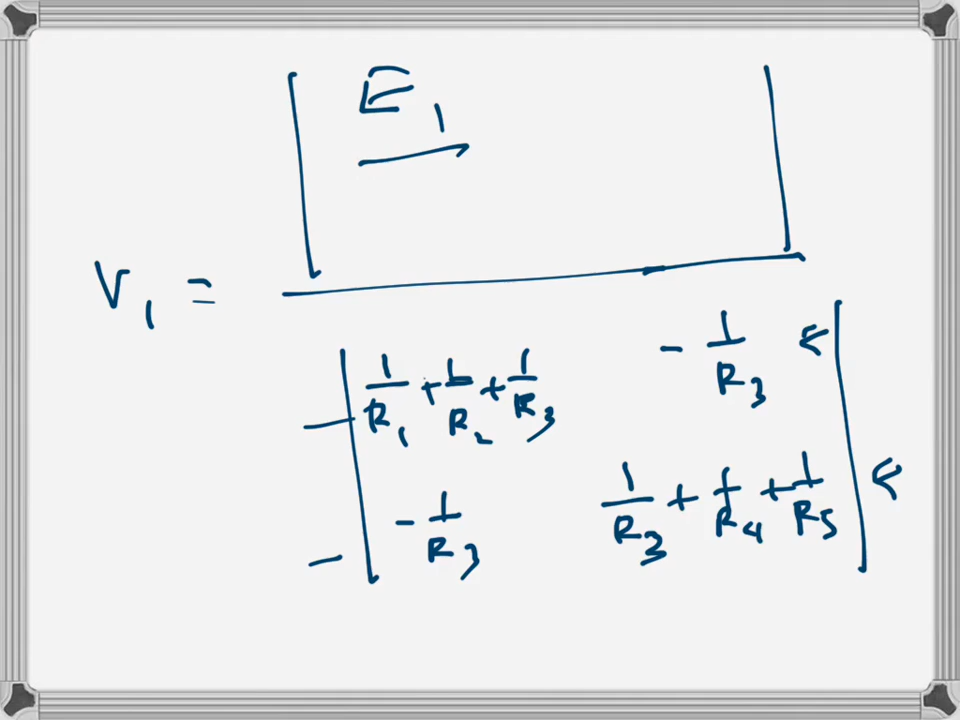 E₁
V₁ =
1/R₁ + 1/R₂ + 1/R₃    - 1/R₃
- 1/R₃    1/R₃ + 1/R₄ + 1/R₅